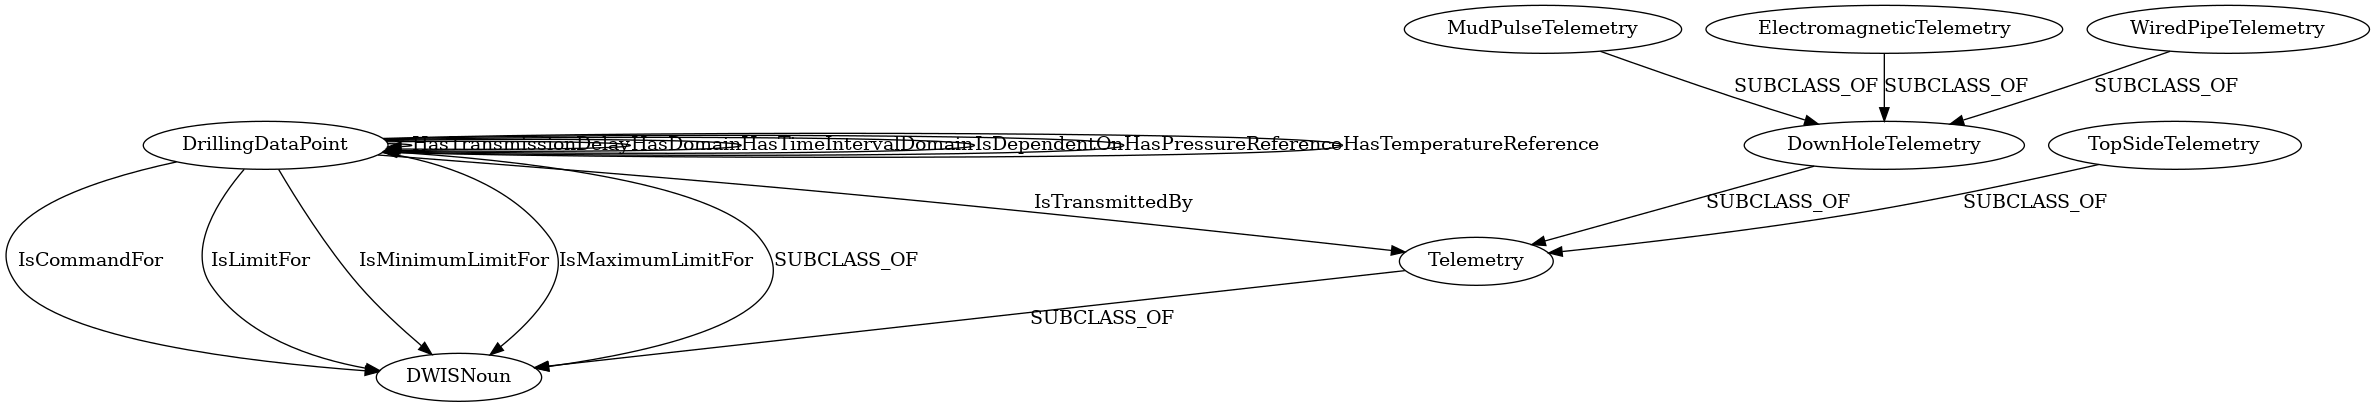 MudPulseTelemetry
ElectromagneticTelemetry
WiredPipeTelemetry
SUBCLASS_OF
SUBCLASS_OF
SUBCLASS_OF
DrillingDataPoint
HasTransmissionDelay
HasDomain
HasTimeIntervalDomain
IsDependentOn
HasPressureReference
HasTemperatureReference
DownHoleTelemetry
TopSideTelemetry
IsTransmittedBy
SUBCLASS_OF
SUBCLASS_OF
IsCommandFor
IsLimitFor
IsMinimumLimitFor
IsMaximumLimitFor
SUBCLASS_OF
Telemetry
SUBCLASS_OF
DWISNoun